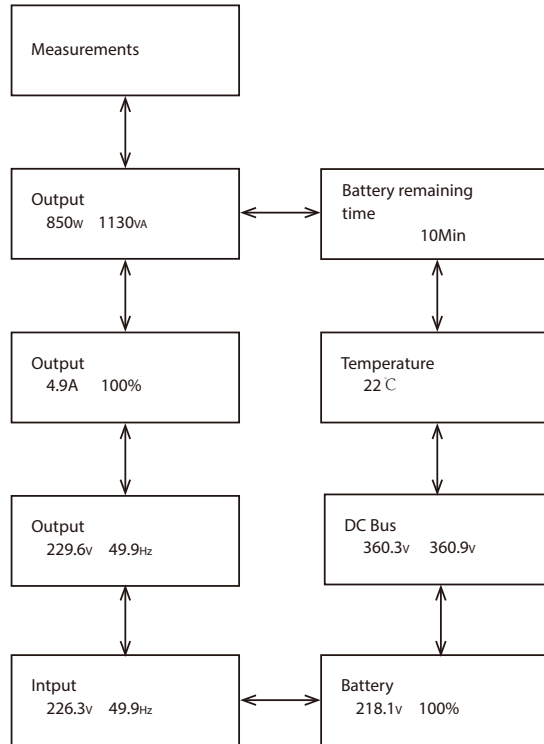 Measurements
Output
850W 1130VA
Battery remaining
time
10Min
Output
4.9A 100%
Temperature
22℃
Output
229.6V 49.9Hz
DC Bus
360.3V 360.9V
Intput
226.3V 49.9Hz
Battery
218.1V 100%